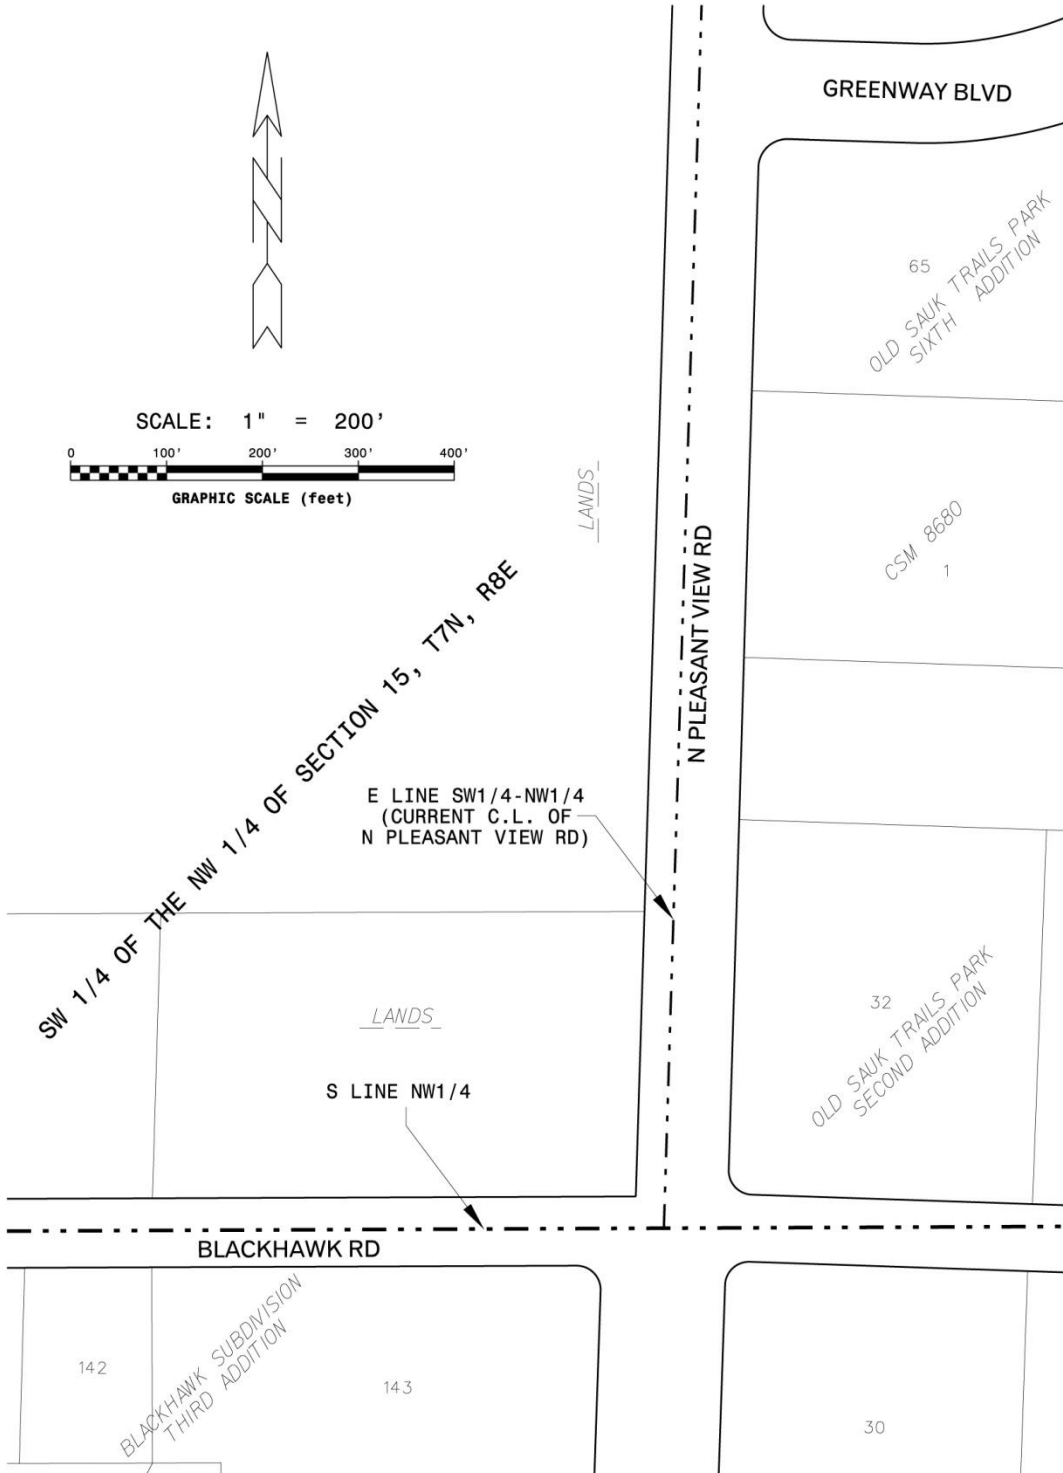 GREENWAY BLVD
N
65
OLD SAUK TRAILS PARK
SIXTH ADDITION
SCALE: 1" = 200'
0 100' 200' 300' 400'
GRAPHIC SCALE (feet)
LANDS
CSM 8680
1
N PLEASANT VIEW RD
SW 1/4 OF THE NW 1/4 OF SECTION 15, T7N, R8E
E LINE SW1/4-NW1/4
(CURRENT C.L. OF
N PLEASANT VIEW RD)
32
OLD SAUK TRAILS PARK
SECOND ADDITION
LANDS
S LINE NW1/4
BLACKHAWK RD
BLACKHAWK SUBDIVISION
THIRD ADDITION
142
143
30